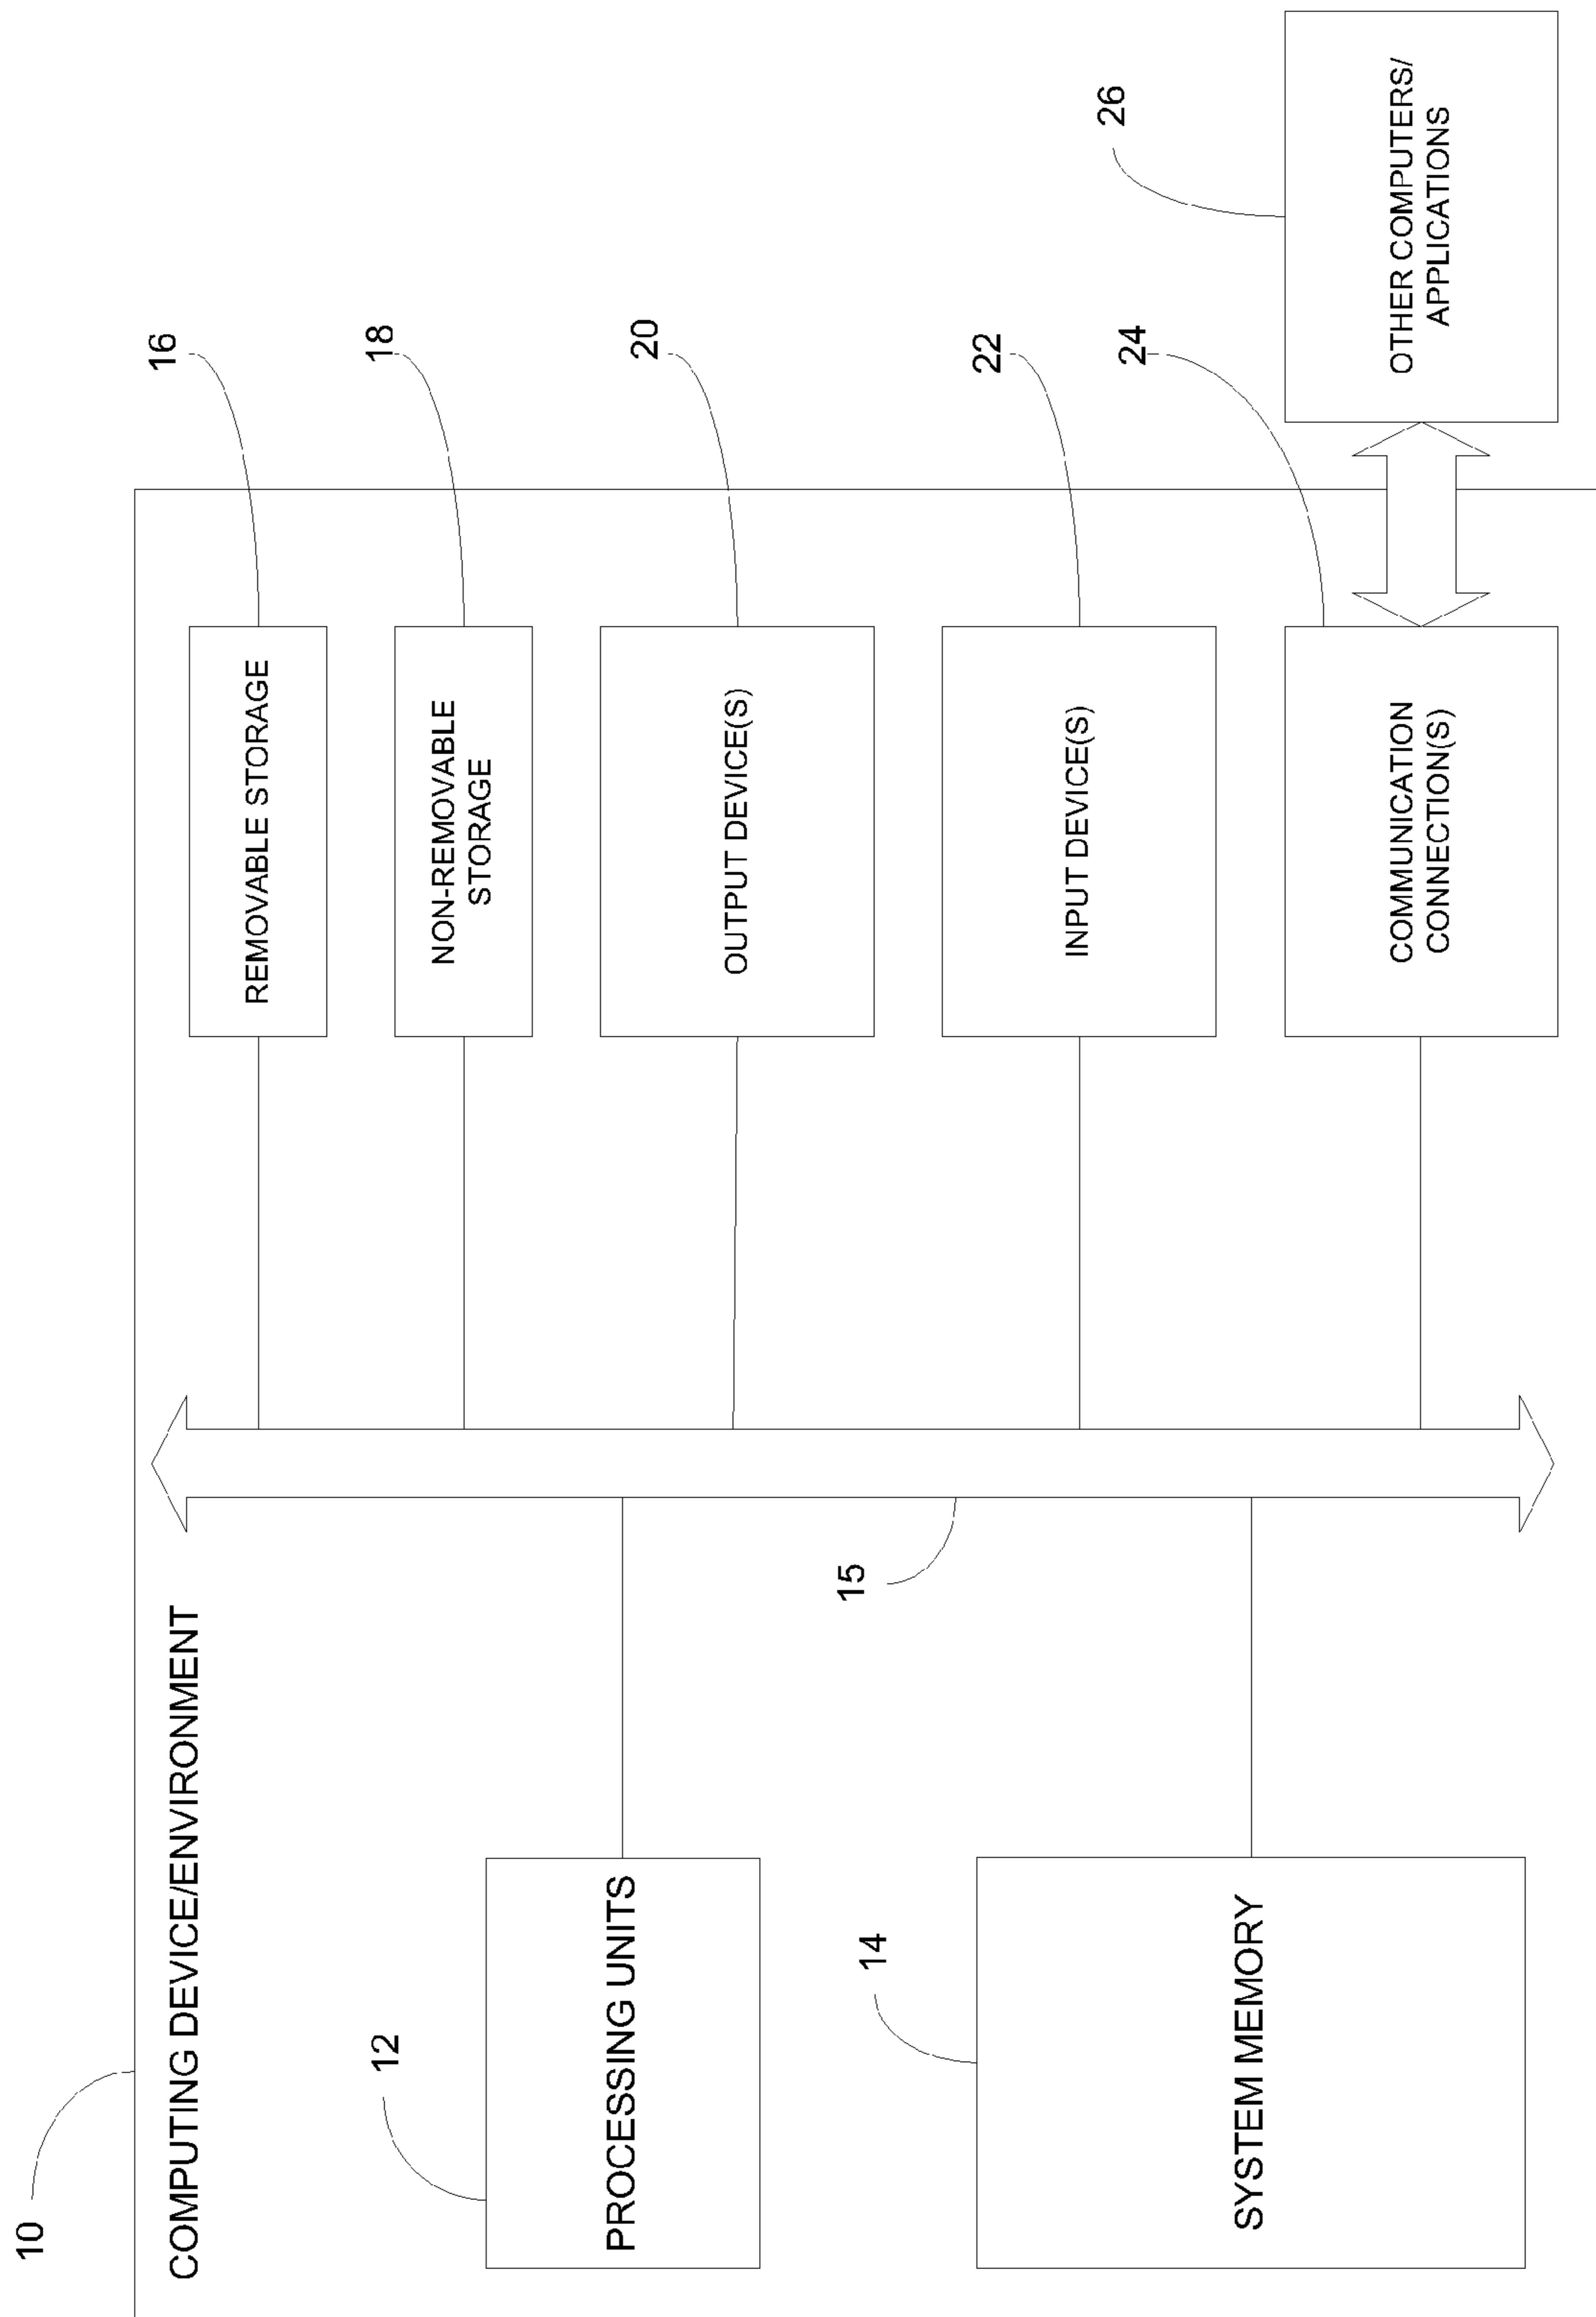 10
COMPUTING DEVICE/ENVIRONMENT
12
PROCESSING UNITS
14
SYSTEM MEMORY
15
16
REMOVABLE STORAGE
18
NON-REMOVABLE
STORAGE
20
OUTPUT DEVICE(S)
22
INPUT DEVICE(S)
24
COMMUNICATION
CONNECTION(S)
26
OTHER COMPUTERS/
APPLICATIONS